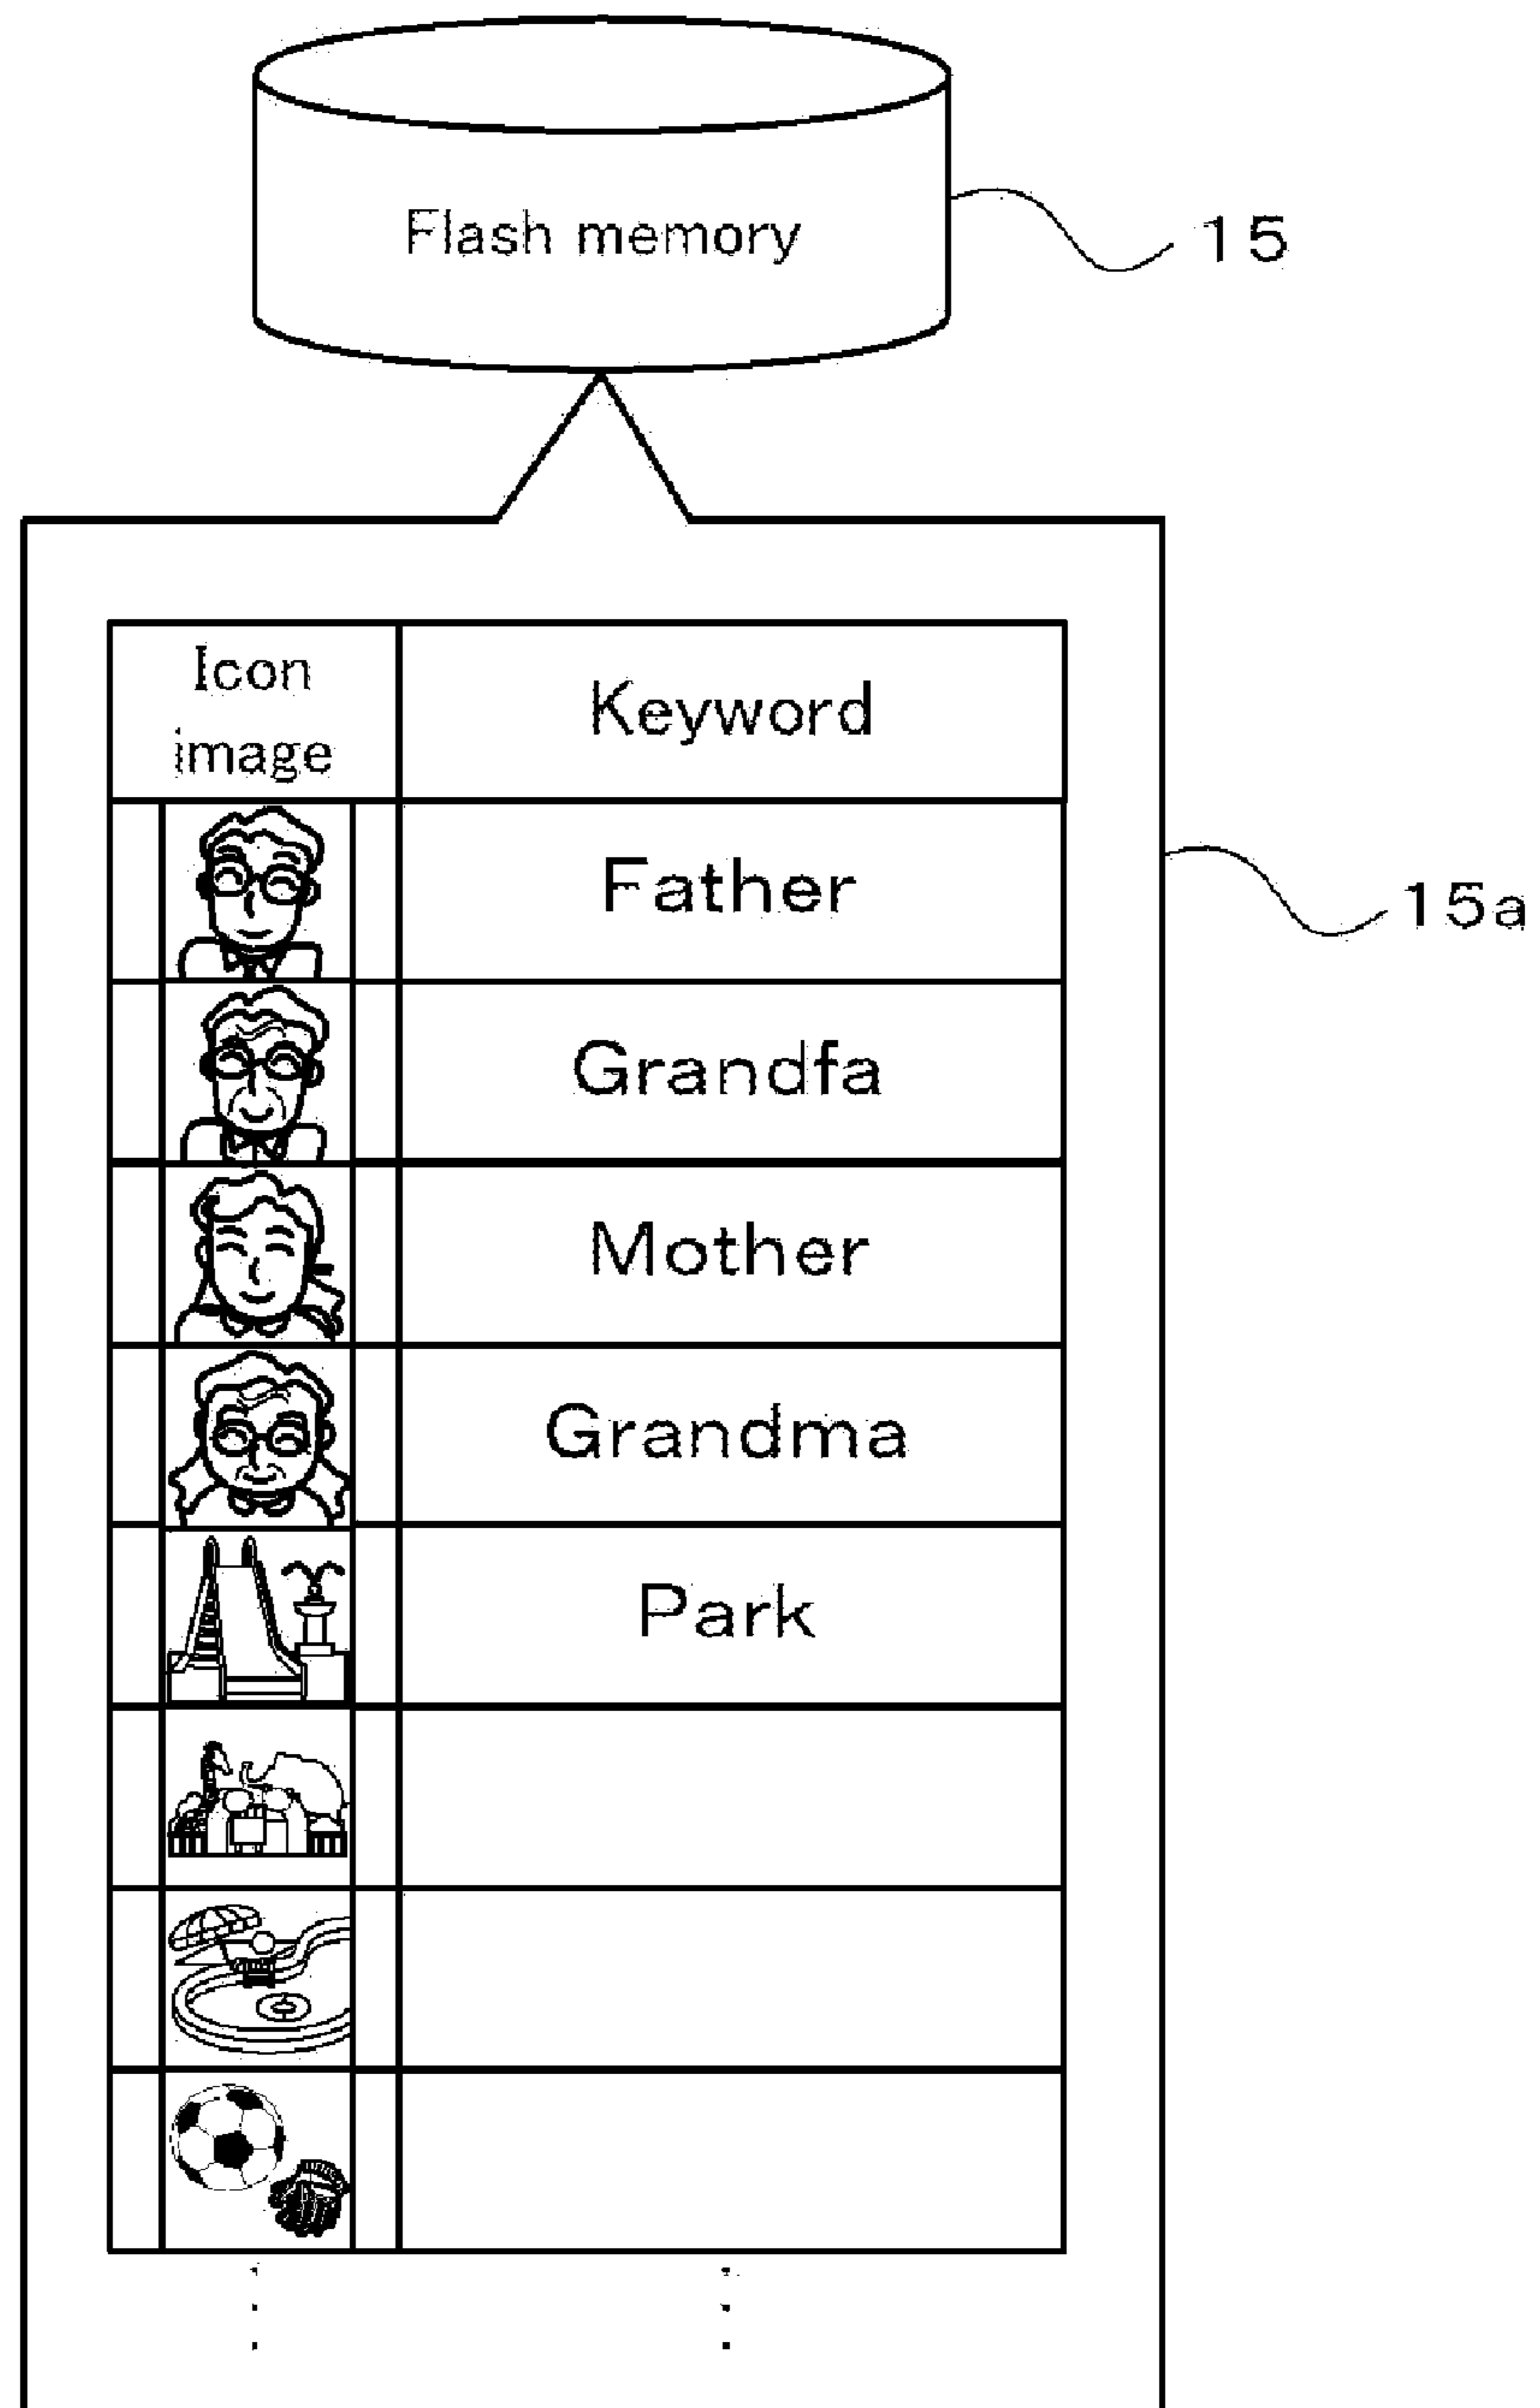 Flash memory
15
Icon
image
Keyword
Father
15a
Grandfa
Mother
Grandma
Park